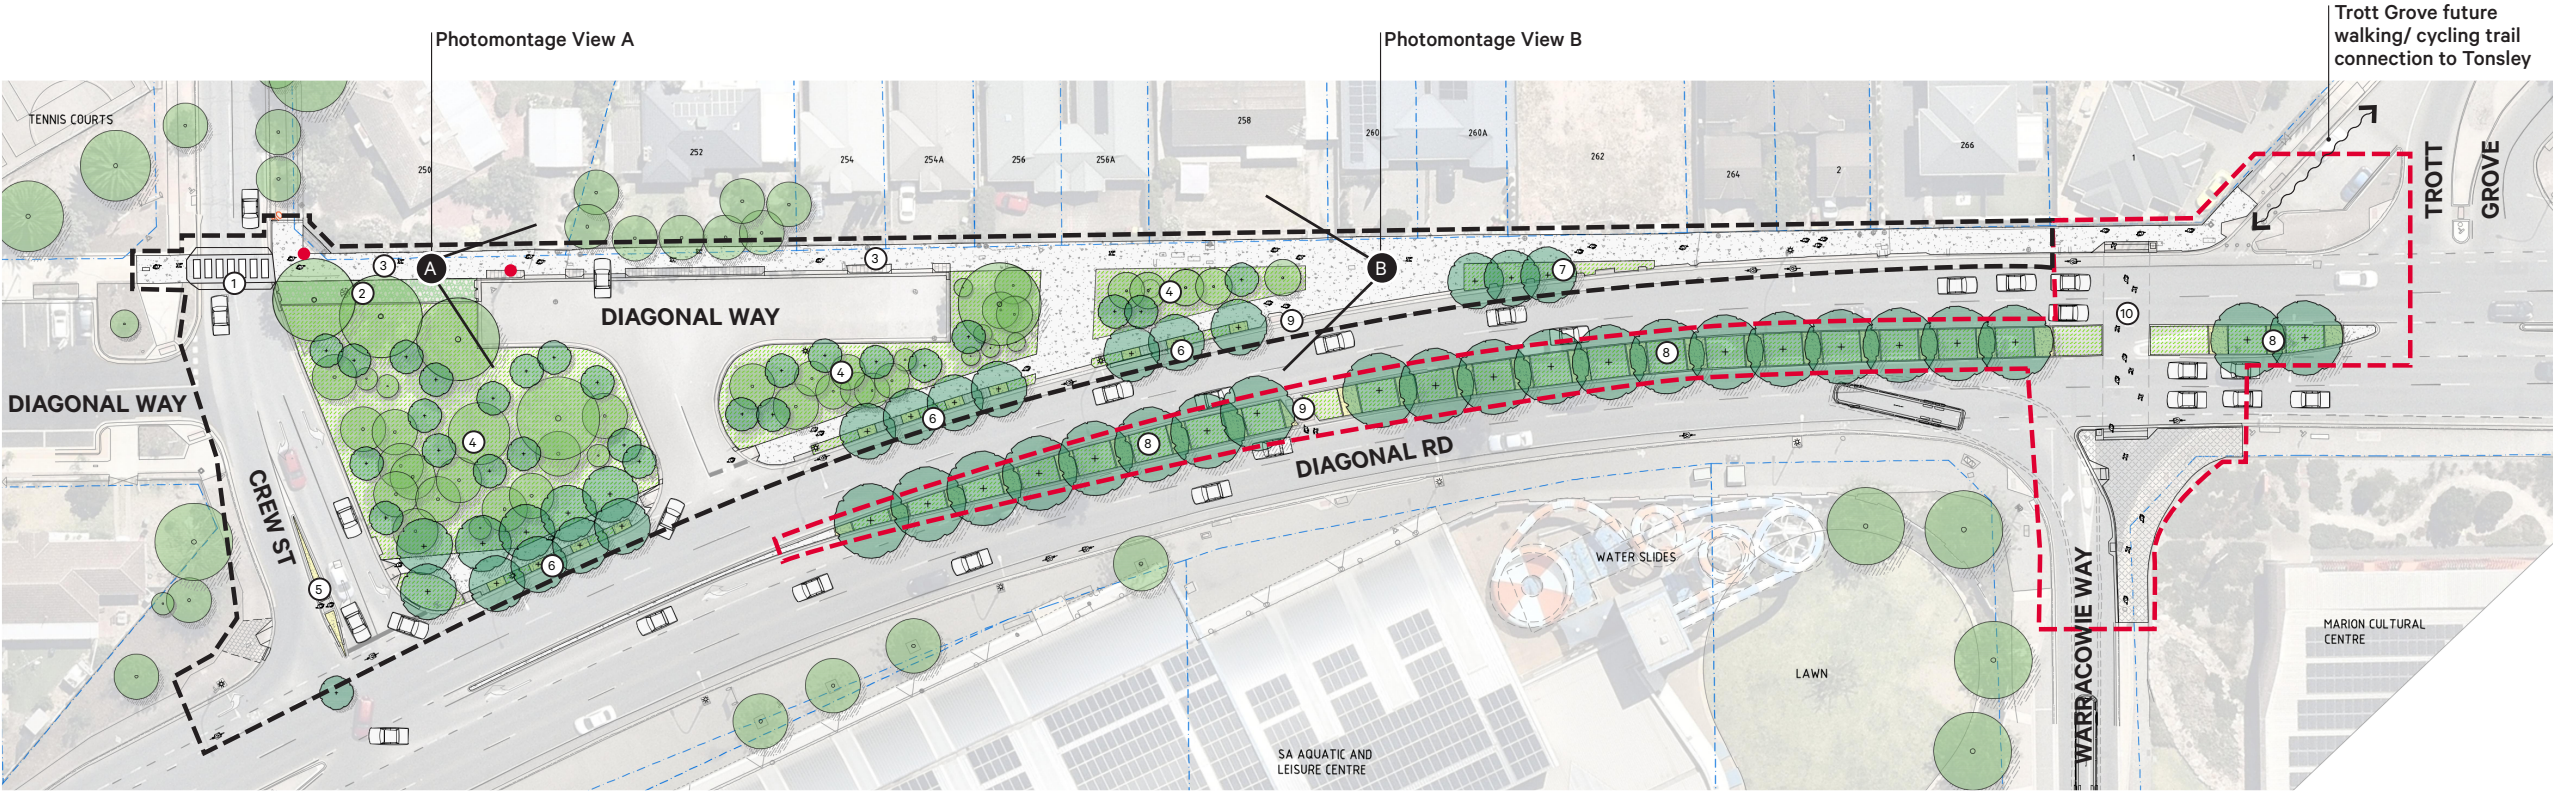 Photomontage View A
Photomontage View B
Trott Grove future
walking/ cycling trail
connection to Tonsley
TENNIS COURTS
250
252
254
254A
256
256A
258
260
260A
262
264
2
266
1
TROTT
GROVE
A
B
1
2
3
3
4
4
4
5
6
6
6
7
8
8
8
9
9
10
DIAGONAL WAY
DIAGONAL WAY
CREW ST
DIAGONAL RD
WARRACOWIE WAY
WATER SLIDES
LAWN
SA AQUATIC AND
LEISURE CENTRE
MARION CULTURAL
CENTRE